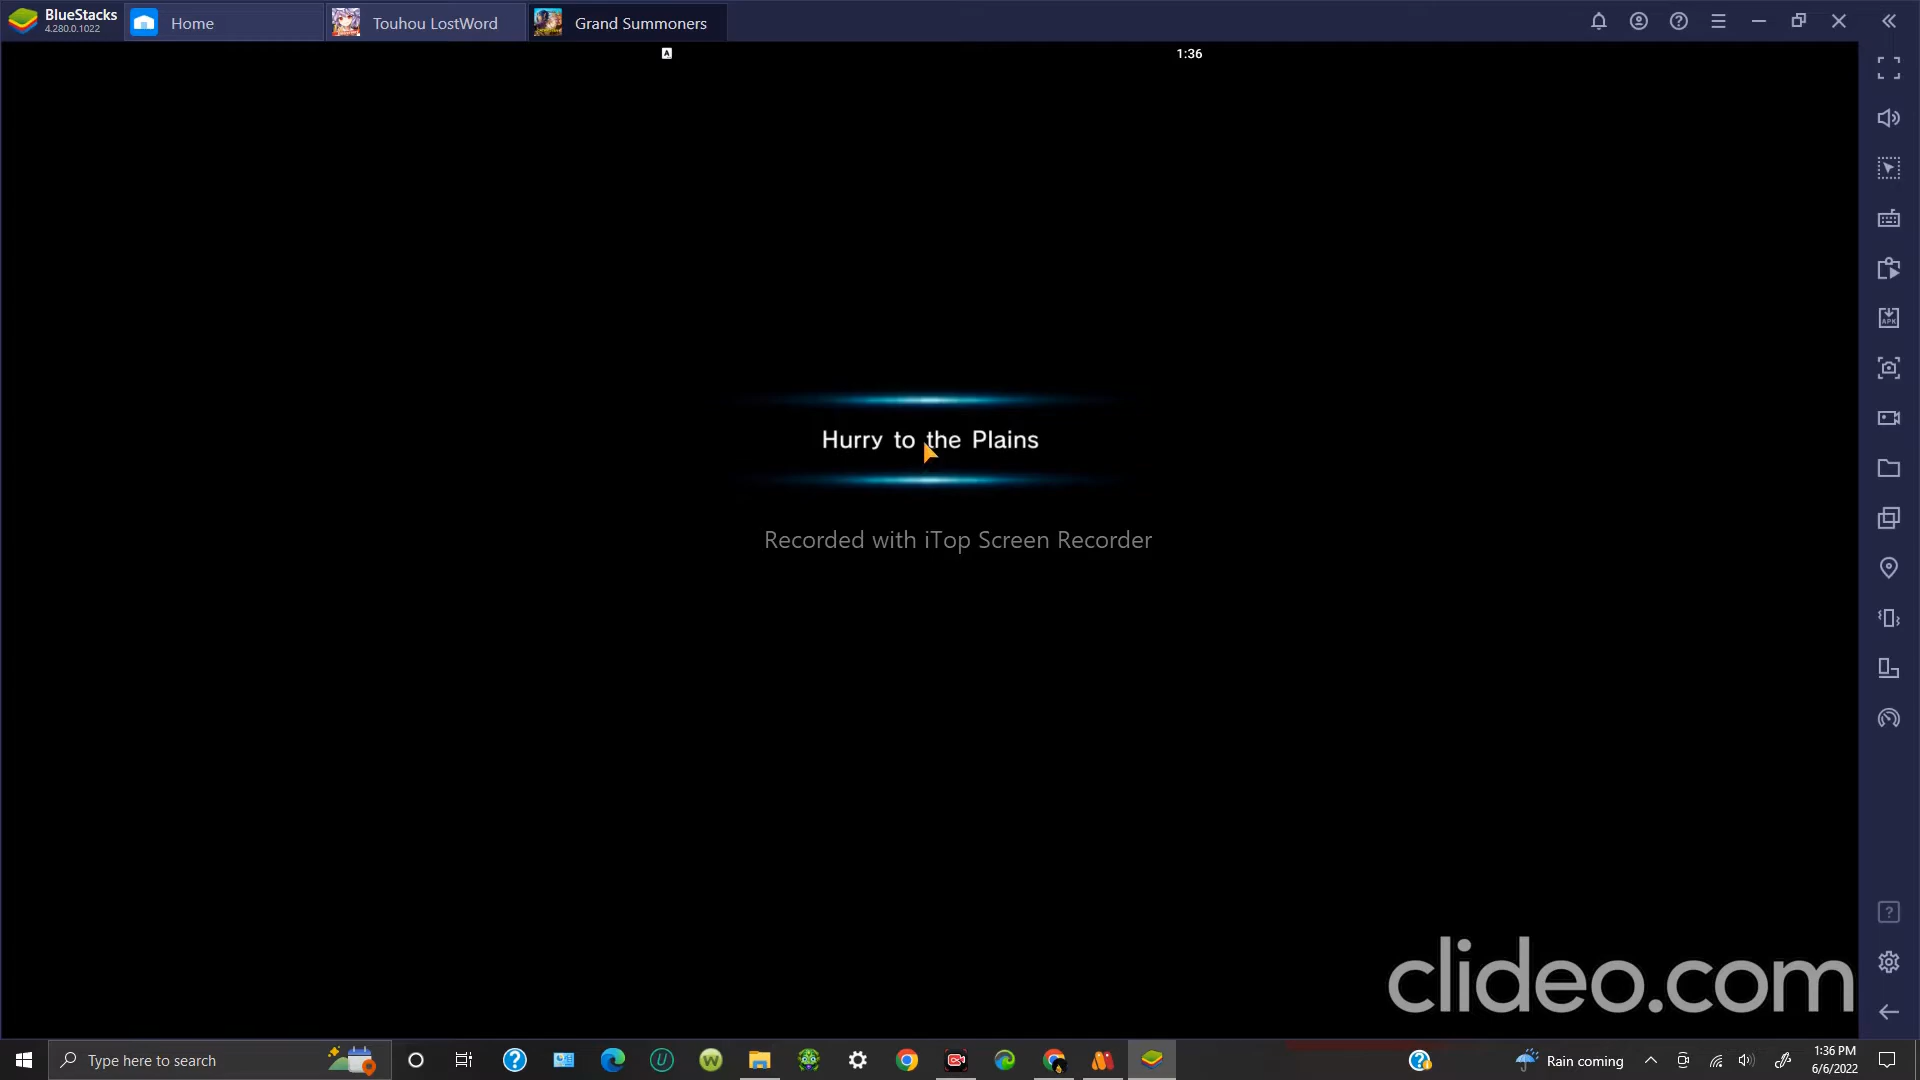 BlueStacks
4.280.0.1022
Home
Touhou LostWord
Grand Summoners
1:36
A
Hurry to the Plains
Recorded with iTop Screen Recorder
APK
clideo.com
Type here to search
Rain coming
1:36 PM
6/6/2022